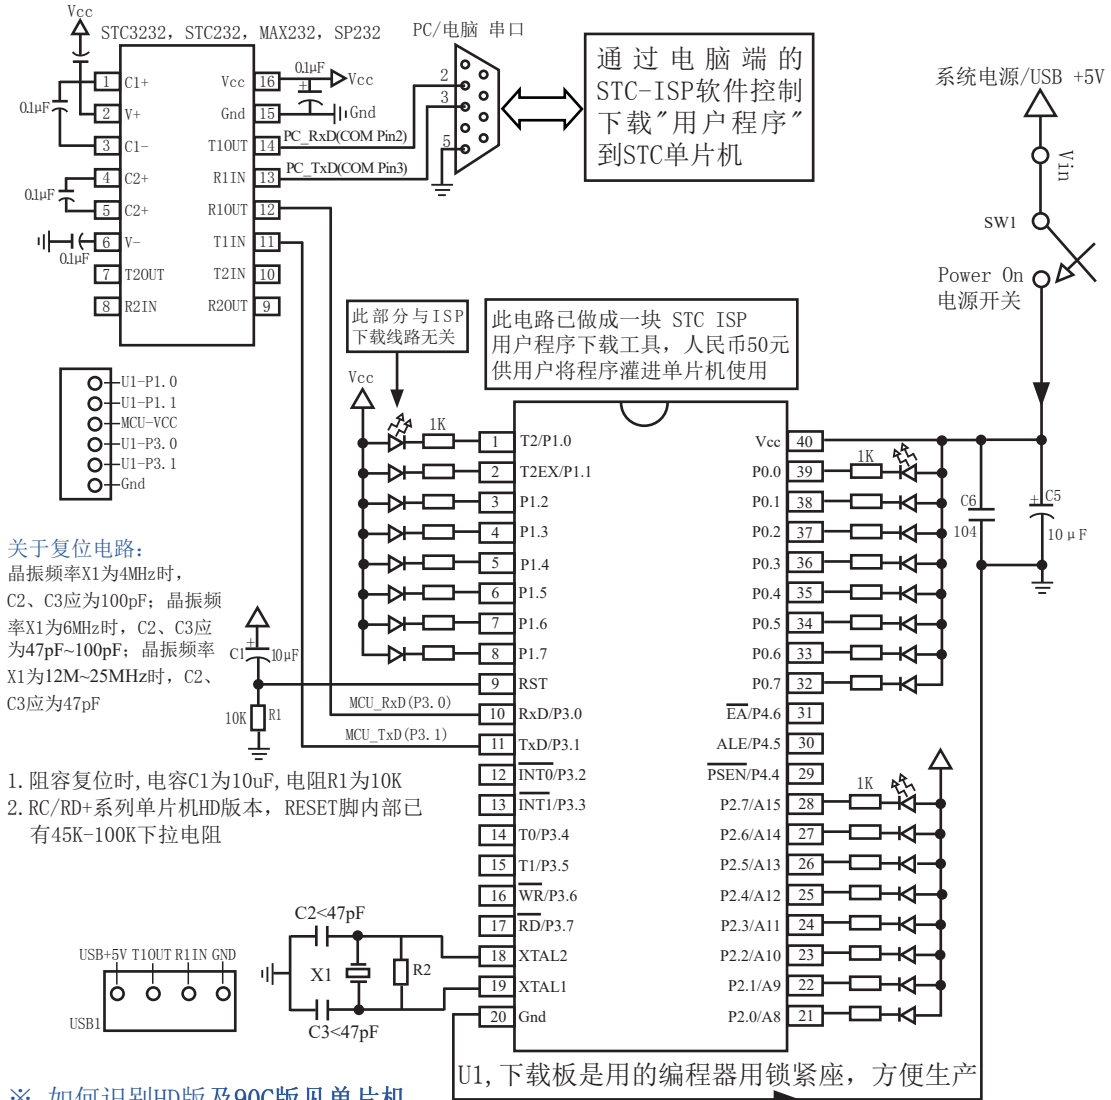 Vcc
STC3232, STC232, MAX232, SP232
PC/电脑 串口
通过电脑端的
STC-ISP软件控制
下载"用户程序"
到STC单片机
系统电源/USB +5V
Vin
SW1
Power On
电源开关
0.1μF
0.1μF
0.1μF
0.1μF
+
Vcc
Gnd
1 C1+
2 V+
3 C1-
4 C2+
5 C2+
6 V-
7 T2OUT
8 R2IN
Vcc 16
Gnd 15
T1OUT 14
R1IN 13
R1OUT 12
T1IN 11
T2IN 10
R2OUT 9
PC_RxD(COM Pin2)
PC_TxD(COM Pin3)
2
3
5
此部分与ISP
下载线路无关
此电路已做成一块 STC ISP
用户程序下载工具，人民币50元
供用户将程序灌进单片机使用
U1-P1.0
U1-P1.1
MCU-VCC
U1-P3.0
U1-P3.1
Gnd
关于复位电路：
晶振频率X1为4MHz时，
C2、C3应为100pF；晶振频
率X1为6MHz时，C2、C3应
为47pF~100pF；晶振频率
X1为12M~25MHz时，C2、
C3应为47pF
+
C1 10μF
10K R1
MCU_RxD(P3.0)
MCU_TxD(P3.1)
1.阻容复位时,电容C1为10uF,电阻R1为10K
2.RC/RD+系列单片机HD版本，RESET脚内部已
有45K-100K下拉电阻
Vcc
1K
1 T2/P1.0
2 T2EX/P1.1
3 P1.2
4 P1.3
5 P1.4
6 P1.5
7 P1.6
8 P1.7
9 RST
10 RxD/P3.0
11 TxD/P3.1
12 INT0/P3.2
13 INT1/P3.3
14 T0/P3.4
15 T1/P3.5
16 WR/P3.6
17 RD/P3.7
18 XTAL2
19 XTAL1
20 Gnd
Vcc 40
P0.0 39
P0.1 38
P0.2 37
P0.3 36
P0.4 35
P0.5 34
P0.6 33
P0.7 32
EA/P4.6 31
ALE/P4.5 30
PSEN/P4.4 29
P2.7/A15 28
P2.6/A14 27
P2.5/A13 26
P2.4/A12 25
P2.3/A11 24
P2.2/A10 23
P2.1/A9 22
P2.0/A8 21
1K
1K
C6
104
+ C5
10μF
C2<47pF
X1
R2
C3<47pF
USB+5V T1OUT R1IN GND
USB1
U1,下载板是用的编程器用锁紧座，方便生产
※ 如何识别HD版及90C版见单片机